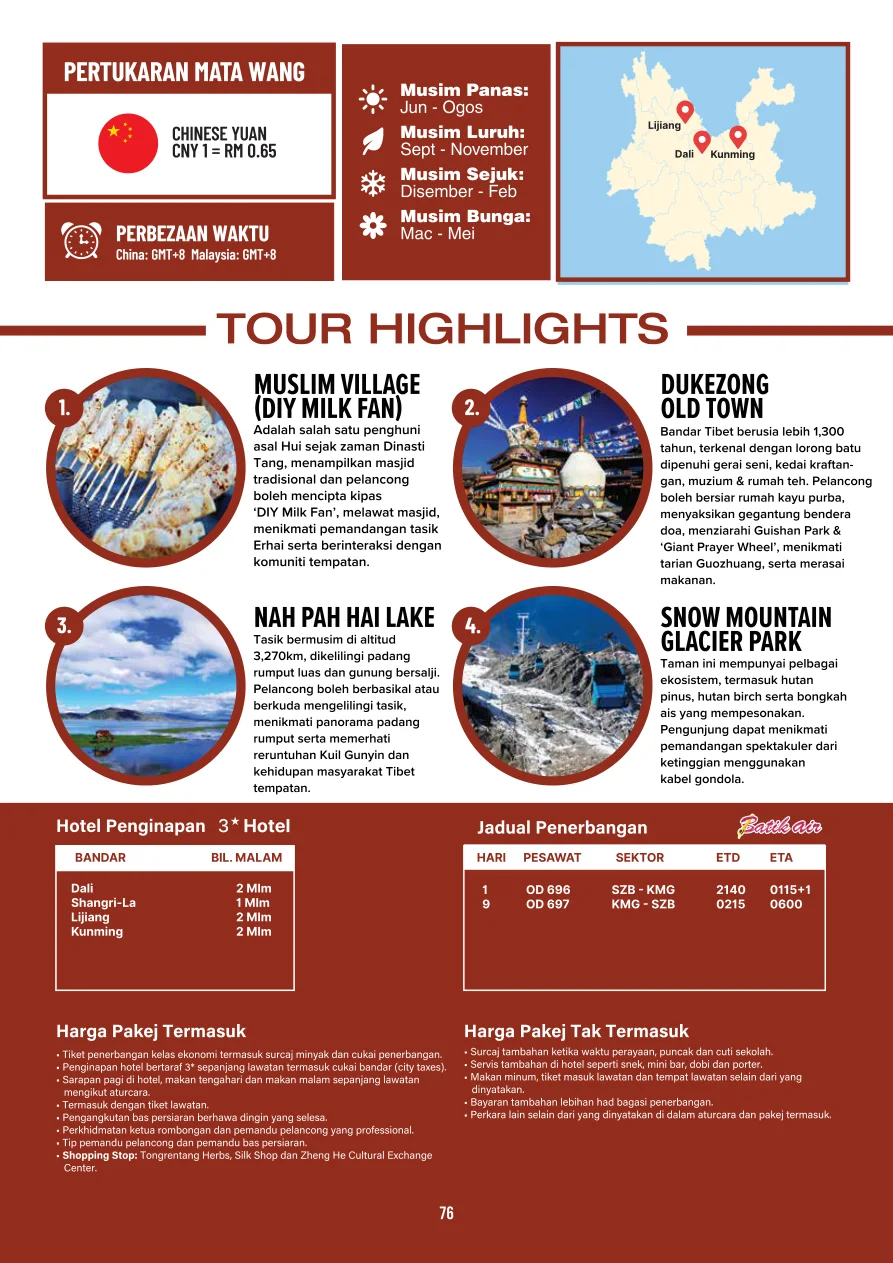 PERTUKARAN MATA WANG
CHINESE YUAN
CNY 1 = RM 0.65
PERBEZAAN WAKTU
China: GMT+8 Malaysia: GMT+8
Musim Panas:
Jun - Ogos
Musim Luruh:
Sept - November
Musim Sejuk:
Disember - Feb
Musim Bunga:
Mac - Mei
Lijiang
Dali
Kunming
TOUR HIGHLIGHTS
1.
MUSLIM VILLAGE
(DIY MILK FAN)
Adalah salah satu penghuni
asal Hui sejak zaman Dinasti
Tang, menampilkan masjid
tradisional dan pelancong
boleh mencipta kipas
‘DIY Milk Fan’, melawat masjid,
menikmati pemandangan tasik
Erhai serta berinteraksi dengan
komuniti tempatan.
2.
DUKEZONG
OLD TOWN
Bandar Tibet berusia lebih 1,300
tahun, terkenal dengan lorong batu
dipenuhi gerai seni, kedai kraftan-
gan, muzium & rumah teh. Pelancong
boleh bersiar rumah kayu purba,
menyaksikan gegantung bendera
doa, menziarahi Guishan Park &
‘Giant Prayer Wheel’, menikmati
tarian Guozhuang, serta merasai
makanan.
3.
NAH PAH HAI LAKE
Tasik bermusim di altitud
3,270km, dikelilingi padang
rumput luas dan gunung bersalji.
Pelancong boleh berbasikal atau
berkuda mengelilingi tasik,
menikmati panorama padang
rumput serta memerhati
reruntuhan Kuil Gunyin dan
kehidupan masyarakat Tibet
tempatan.
4.
SNOW MOUNTAIN
GLACIER PARK
Taman ini mempunyai pelbagai
ekosistem, termasuk hutan
pinus, hutan birch serta bongkah
ais yang mempesonakan.
Pengunjung dapat menikmati
pemandangan spektakuler dari
ketinggian menggunakan
kabel gondola.
Hotel Penginapan 3★ Hotel
BANDAR BIL. MALAM
Dali 2 Mlm
Shangri-La 1 Mlm
Lijiang 2 Mlm
Kunming 2 Mlm
Jadual Penerbangan
Batik air
HARI PESAWAT SEKTOR ETD ETA
1 OD 696 SZB - KMG 2140 0115+1
9 OD 697 KMG - SZB 0215 0600
Harga Pakej Termasuk
• Tiket penerbangan kelas ekonomi termasuk surcaj minyak dan cukai penerbangan.
• Penginapan hotel bertaraf 3* sepanjang lawatan termasuk cukai bandar (city taxes).
• Sarapan pagi di hotel, makan tengahari dan makan malam sepanjang lawatan
mengikut aturcara.
• Termasuk dengan tiket lawatan.
• Pengangkutan bas persiaran berhawa dingin yang selesa.
• Perkhidmatan ketua rombongan dan pemandu pelancong yang professional.
• Tip pemandu pelancong dan pemandu bas persiaran.
• Shopping Stop: Tongrentang Herbs, Silk Shop dan Zheng He Cultural Exchange
Center.
Harga Pakej Tak Termasuk
• Surcaj tambahan ketika waktu perayaan, puncak dan cuti sekolah.
• Servis tambahan di hotel seperti snek, mini bar, dobi dan porter.
• Makan minum, tiket masuk lawatan dan tempat lawatan selain dari yang
dinyatakan.
• Bayaran tambahan lebihan had bagasi penerbangan.
• Perkara lain selain dari yang dinyatakan di dalam aturcara dan pakej termasuk.
76